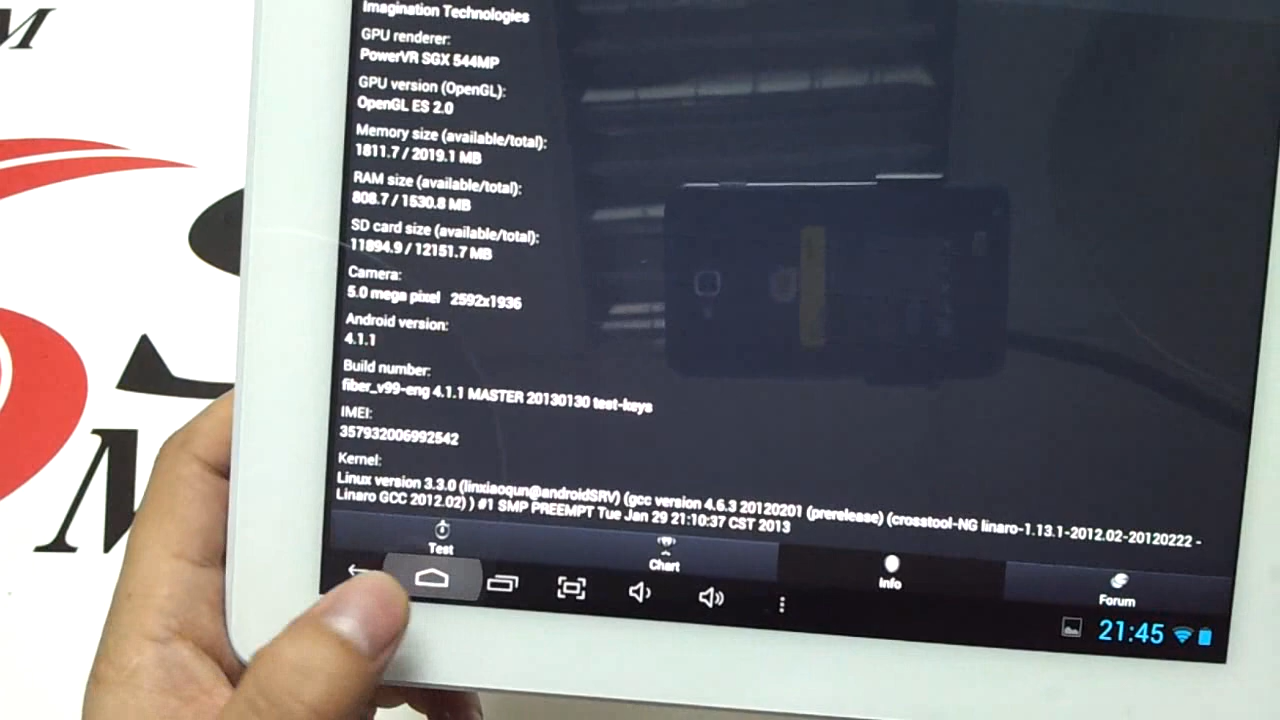 M
Imagination Technologies
GPU renderer:
PowerVR SGX 544MP
GPU version (OpenGL):
OpenGL ES 2.0
Memory size (available/total):
1811.7 / 2019.1 MB
RAM size (available/total):
808.7 / 1530.8 MB
SD card size (available/total):
11894.9 / 12151.7 MB
Camera:
5.0 mega pixel 2592x1936
Android version:
4.1.1
Build number:
fiber_v99-eng 4.1.1 MASTER 20130130 test-keys
IMEI:
357932006992542
Kernel:
Linux version 3.3.0 (linxiaoqun@androidSRV) (gcc version 4.6.3 20120201 (prerelease) (crosstool-NG linaro-1.13.1-2012.02-20120222 -
Linaro GCC 2012.02) ) #1 SMP PREEMPT Tue Jan 29 21:10:37 CST 2013
M
Test
Chart
Info
Forum
21:45